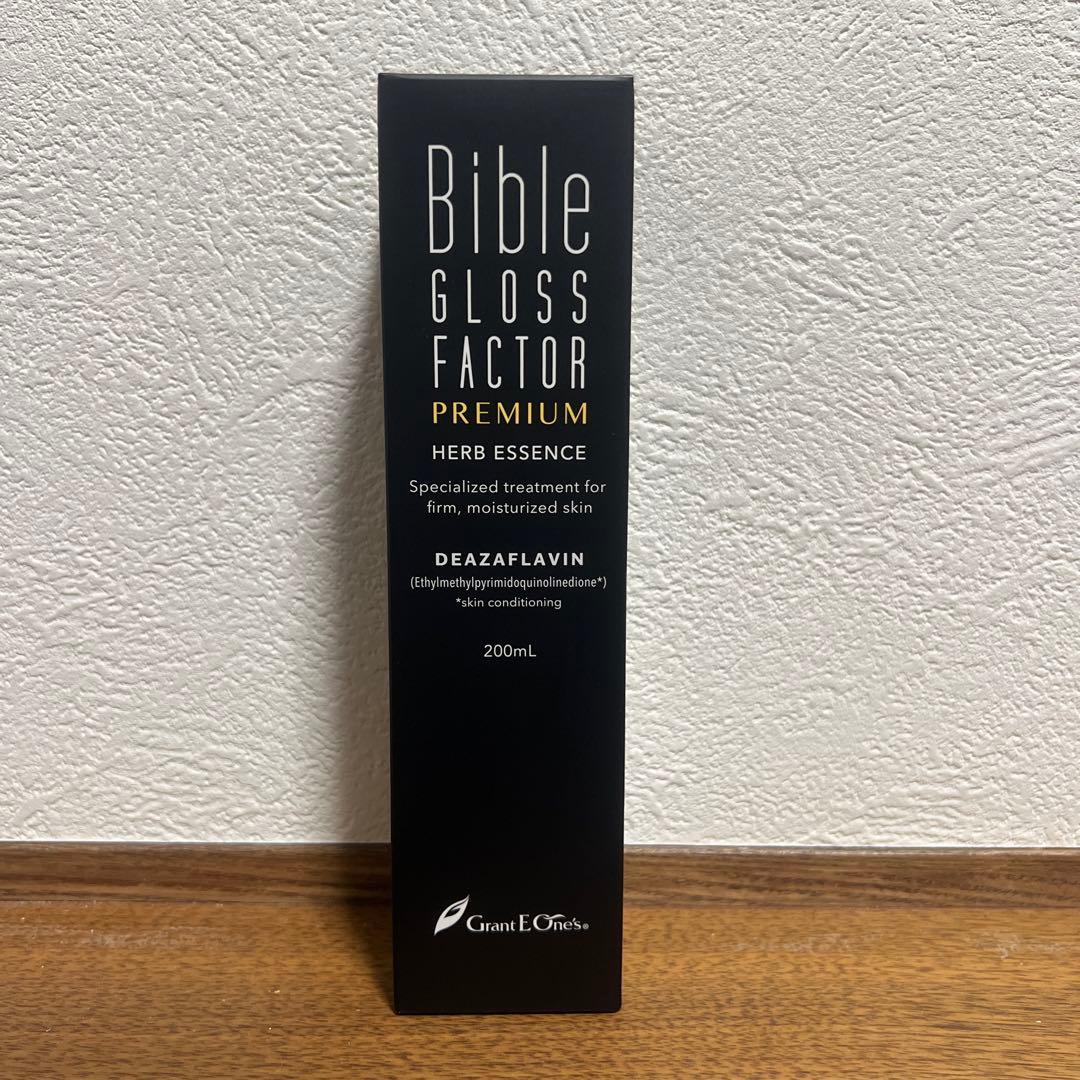 Bible
GLOSS
FACTOR
PREMIUM
HERB ESSENCE
Specialized treatment for
firm, moisturized skin
DEAZAFLAVIN
(Ethylmethylpyrimidoquinolinedione*)
*skin conditioning
200mL
Grant E One's®